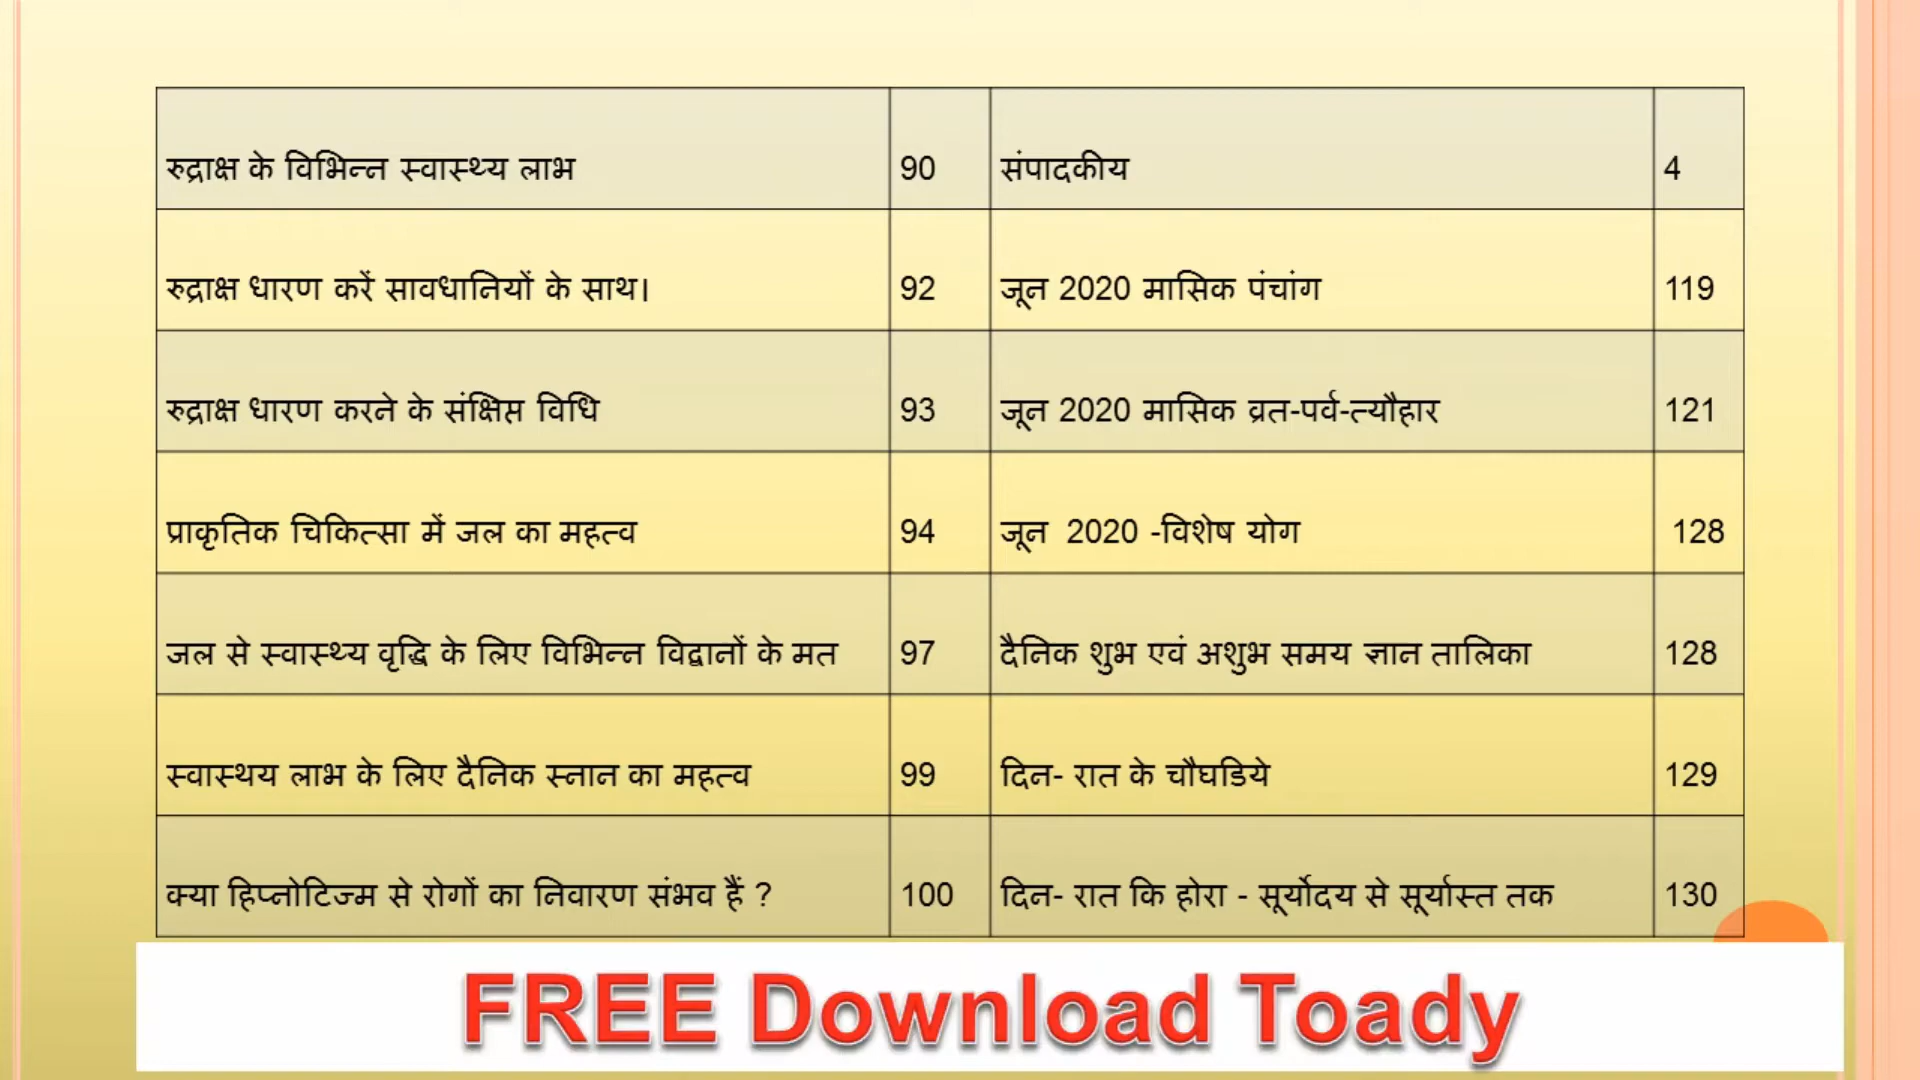 रुद्राक्ष के विभिन्न स्वास्थ्य लाभ 90 संपादकीय 4
रुद्राक्ष धारण करें सावधानियों के साथ। 92 जून 2020 मासिक पंचांग 119
रुद्राक्ष धारण करने के संक्षिप्त विधि 93 जून 2020 मासिक व्रत-पर्व-त्यौहार 121
प्राकृतिक चिकित्सा में जल का महत्व 94 जून 2020 -विशेष योग 128
जल से स्वास्थ्य वृद्धि के लिए विभिन्न विद्वानों के मत 97 दैनिक शुभ एवं अशुभ समय ज्ञान तालिका 128
स्वास्थय लाभ के लिए दैनिक स्नान का महत्व 99 दिन- रात के चौघडिये 129
क्या हिप्नोटिज्म से रोगों का निवारण संभव हैं ? 100 दिन- रात कि होरा - सूर्योदय से सूर्यास्त तक 130
FREE Download Toady